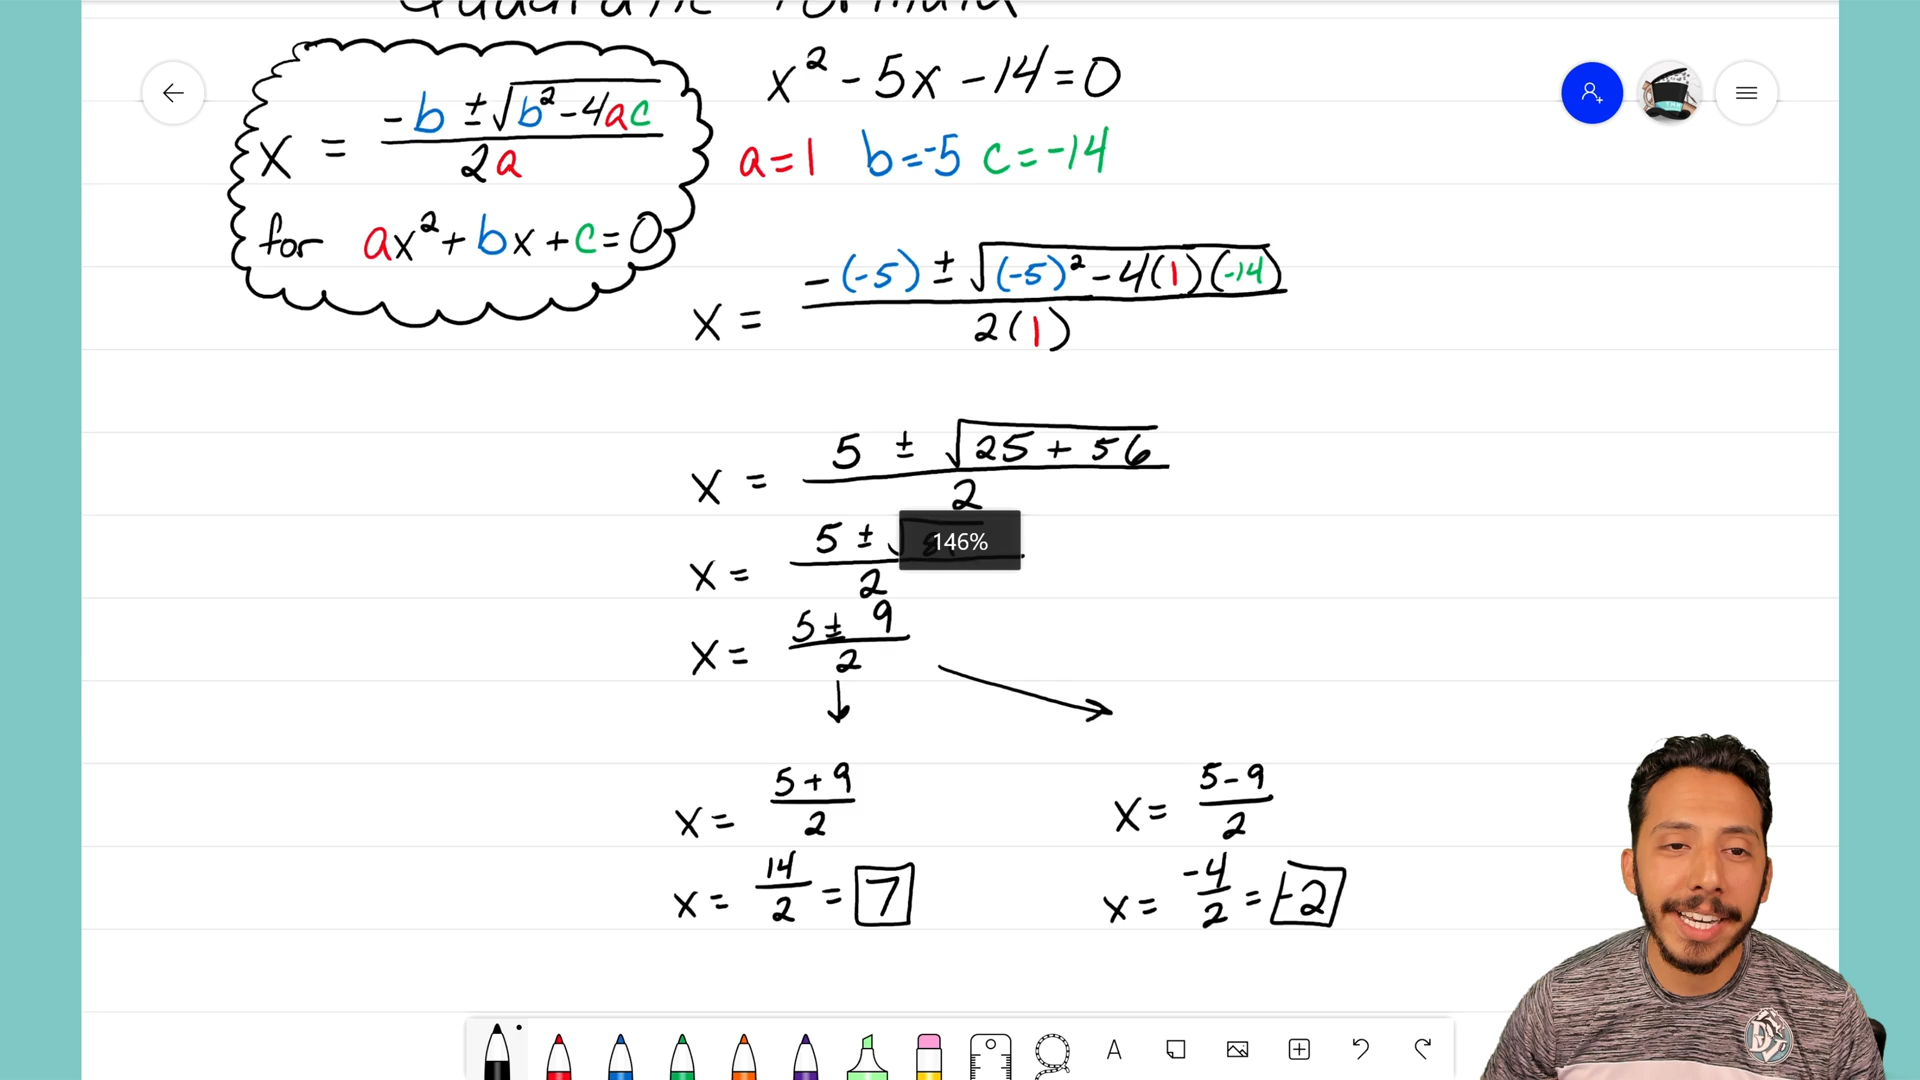 Quadratic Formula
x = -b ± √b² - 4ac / 2a
for ax² + bx + c = 0
x² - 5x - 14 = 0
a = 1 b = -5 c = -14
x = -(-5) ± √(-5)² - 4(1)(-14) / 2(1)
x = 5 ± √25 + 56 / 2
x = 5 ± √ / 2
146%
x = 5 ± 9 / 2
x = 5 + 9 / 2
x = 14 / 2 = 7
x = 5 - 9 / 2
x = -4 / 2 = -2
A